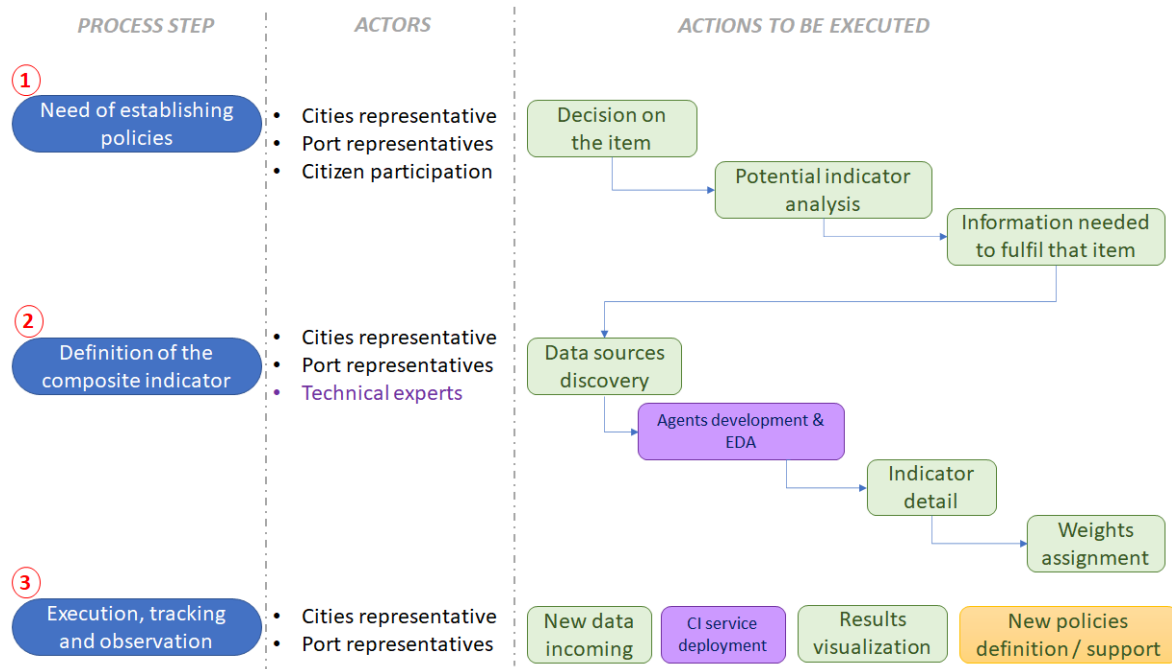 PROCESS STEP
ACTORS
ACTIONS TO BE EXECUTED
1
Need of establishing
policies
• Cities representative
• Port representatives
• Citizen participation
Decision on
the item
Potential indicator
analysis
Information needed
to fulfil that item
2
Definition of the
composite indicator
• Cities representative
• Port representatives
• Technical experts
Data sources
discovery
Agents development &
EDA
Indicator
detail
Weights
assignment
3
Execution, tracking
and observation
• Cities representative
• Port representatives
New data
incoming
CI service
deployment
Results
visualization
New policies
definition / support